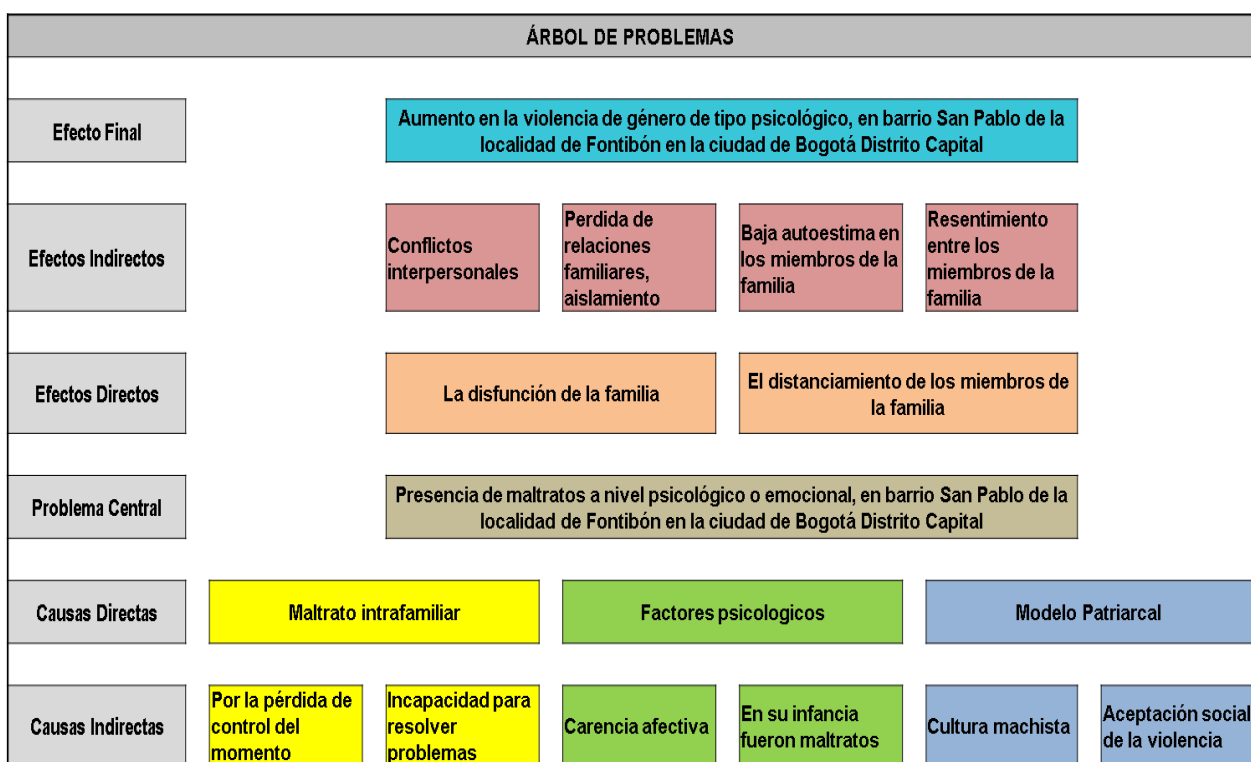 ÁRBOL DE PROBLEMAS
Efecto Final
Aumento en la violencia de género de tipo psicológico, en barrio San Pablo de la
localidad de Fontibón en la ciudad de Bogotá Distrito Capital
Efectos Indirectos
Conflictos
interpersonales
Perdida de
relaciones
familiares,
aislamiento
Baja autoestima en
los miembros de la
familia
Resentimiento
entre los
miembros de la
familia
Efectos Directos
La disfunción de la familia
El distanciamiento de los miembros de
la familia
Problema Central
Presencia de maltratos a nivel psicológico o emocional, en barrio San Pablo de la
localidad de Fontibón en la ciudad de Bogotá Distrito Capital
Causas Directas
Maltrato intrafamiliar
Factores psicologicos
Modelo Patriarcal
Causas Indirectas
Por la pérdida de
control del
momento
Incapacidad para
resolver
problemas
Carencia afectiva
En su infancia
fueron maltratos
Cultura machista
Aceptación social
de la violencia